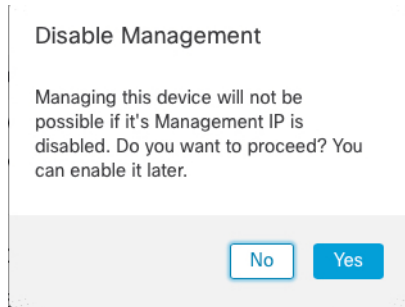 Disable Management
Managing this device will not be
possible if it's Management IP is
disabled. Do you want to proceed? You
can enable it later.
No
Yes